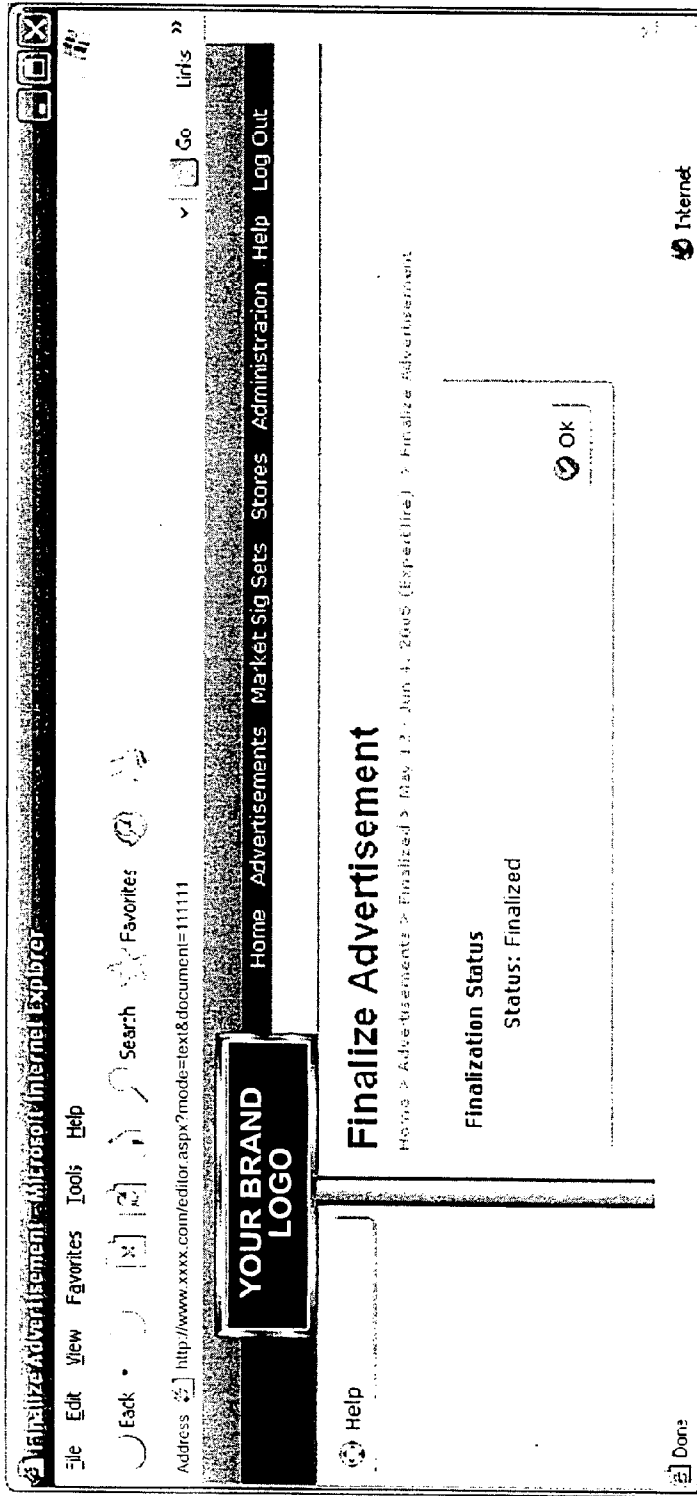 Finalize Advertisement - Microsoft Internet Explorer
File Edit View Favorites Tools Help
Back Search Favorites
Address http://www.xxxx.com/editor.aspx?mode=text&document=111111 Go Links »
YOUR BRAND
LOGO
Home Advertisements Market Sig Sets Stores Administration Help Log Out
Help
Finalize Advertisement
Home > Advertisements > Finalized > May 12 - Jun 4, 2005 > Finalize Advertisement
Finalization Status
Status: Finalized
OK
Done Internet